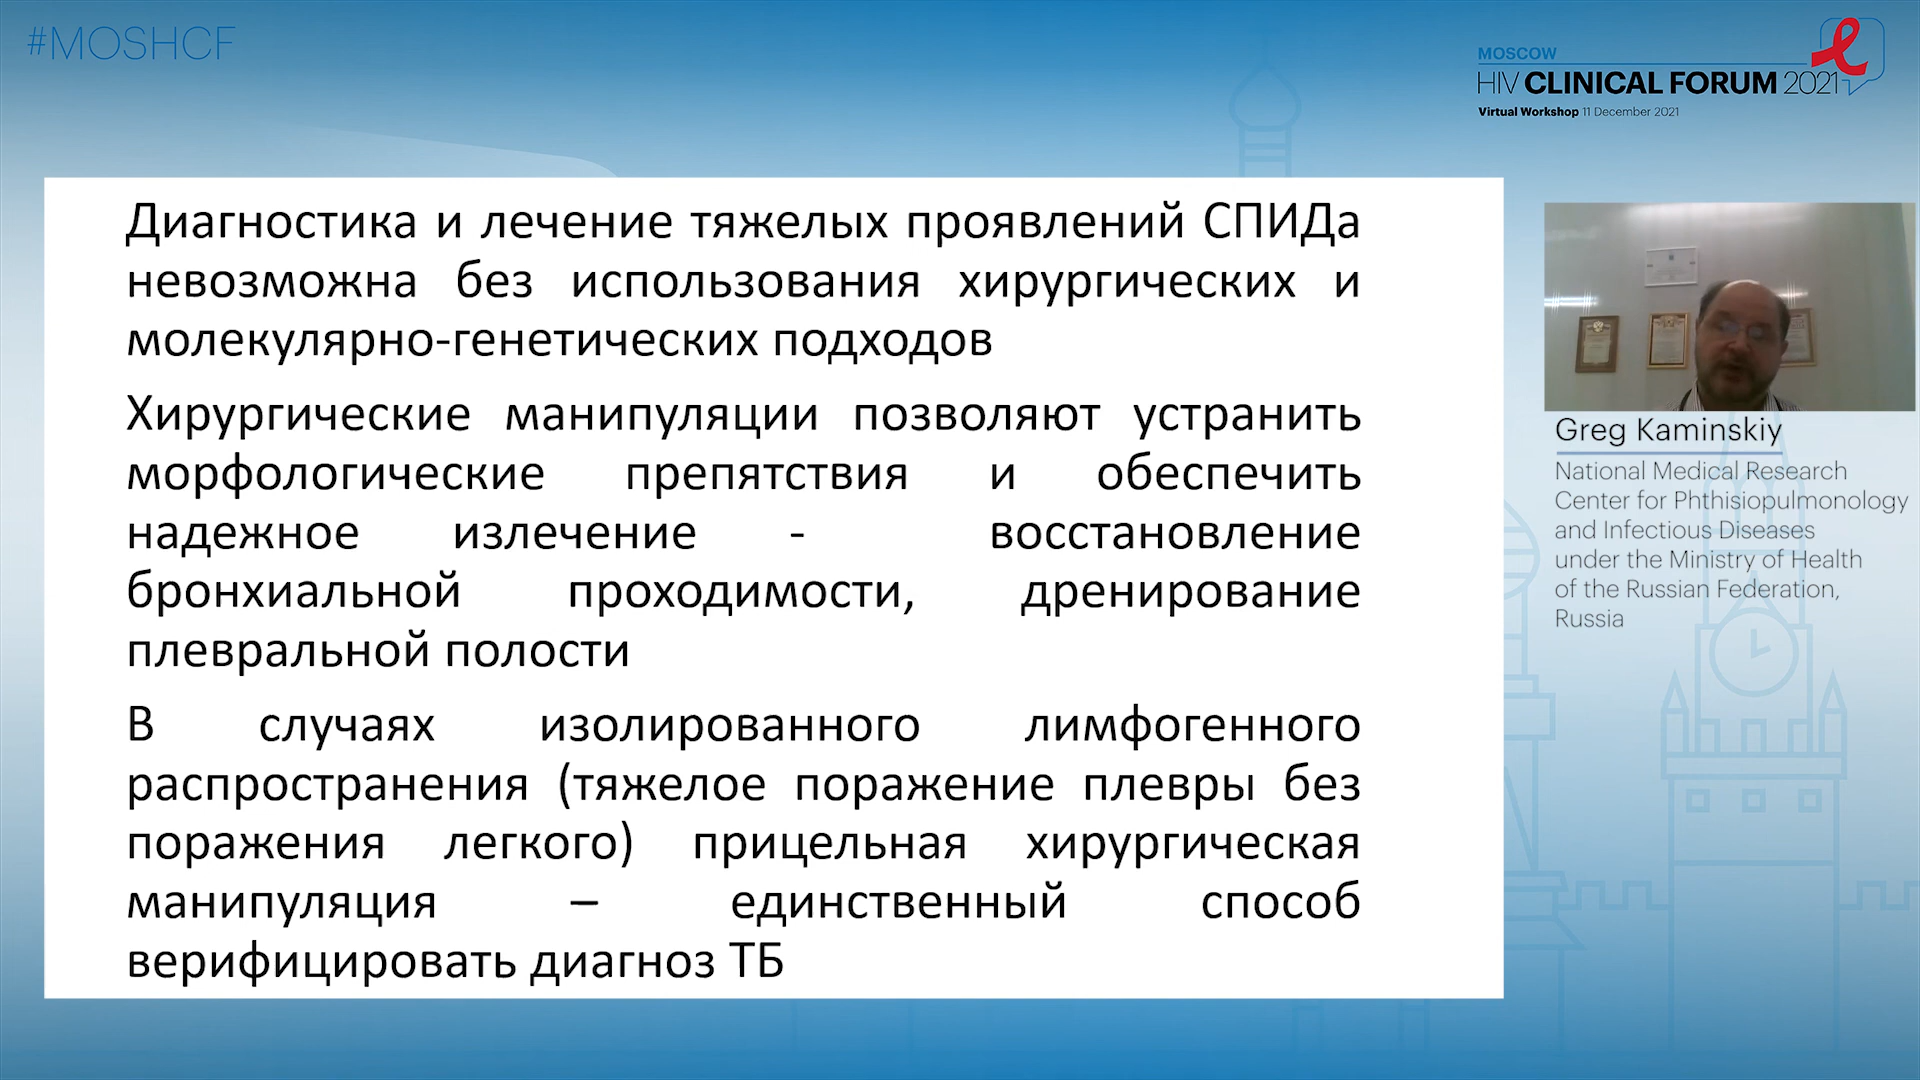 #MOSHCF
MOSCOW
HIV CLINICAL FORUM 2021
Virtual Workshop 11 December 2021
Диагностика и лечение тяжелых проявлений СПИДа
невозможна без использования хирургических и
молекулярно-генетических подходов
Хирургические манипуляции позволяют устранить
морфологические препятствия и обеспечить
надежное излечение - восстановление
бронхиальной проходимости, дренирование
плевральной полости
В случаях изолированного лимфогенного
распространения (тяжелое поражение плевры без
поражения легкого) прицельная хирургическая
манипуляция – единственный способ
верифицировать диагноз ТБ
Greg Kaminskiy
National Medical Research
Center for Phthisiopulmonology
and Infectious Diseases
under the Ministry of Health
of the Russian Federation,
Russia